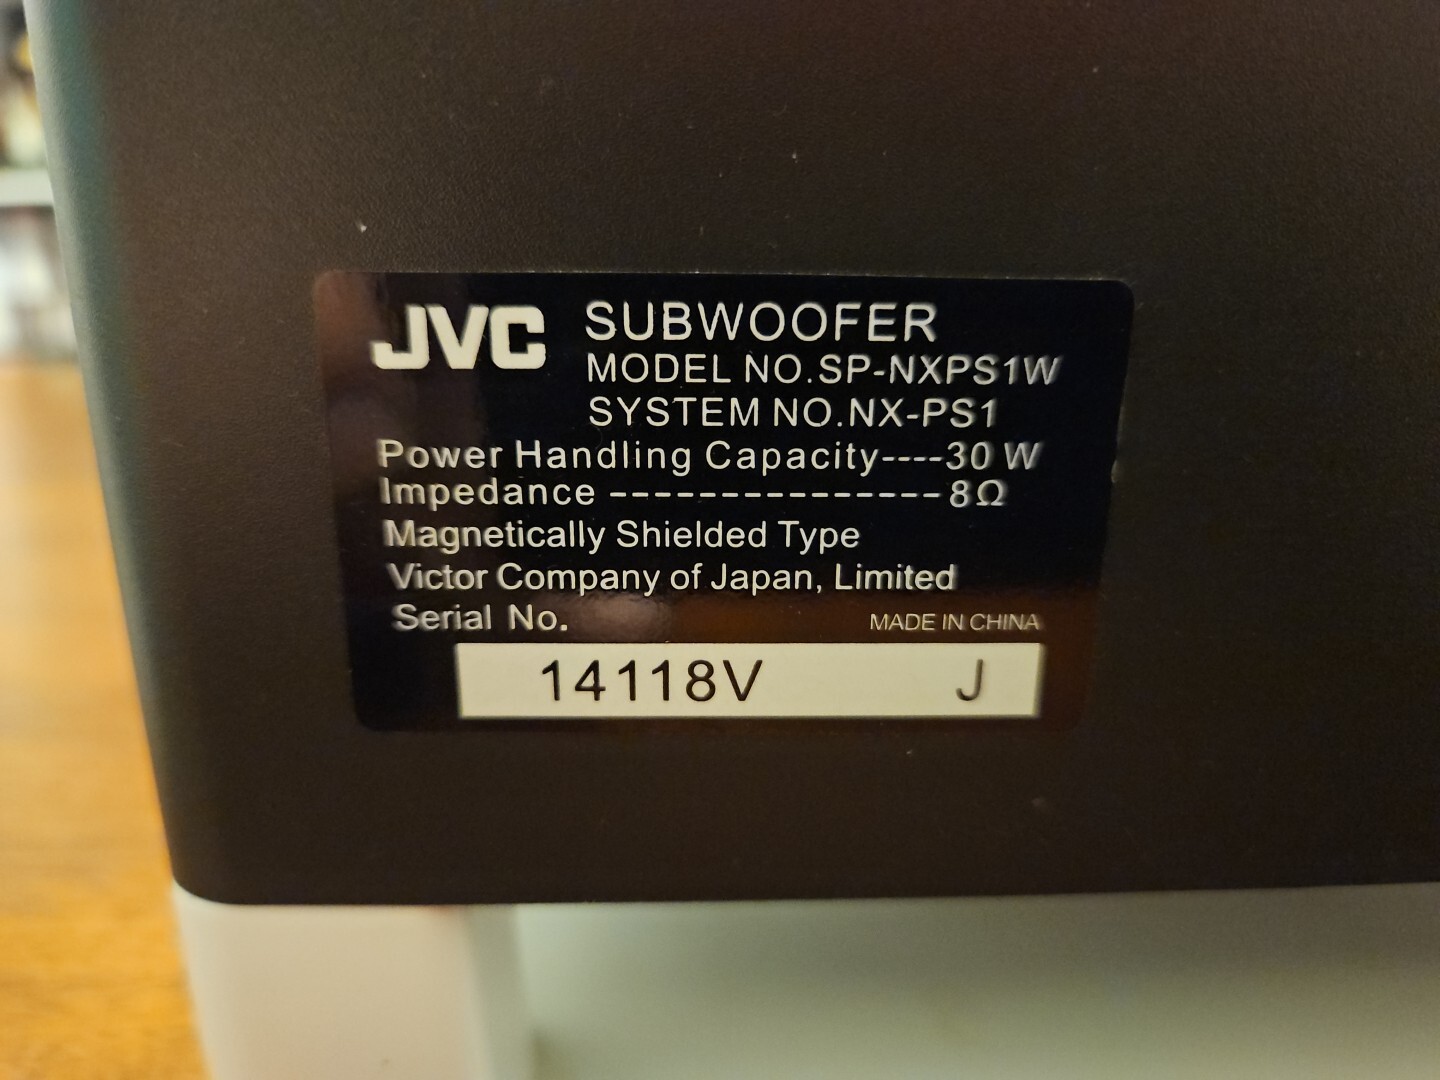 JVC SUBWOOFER
MODEL NO.SP-NXPS1W
SYSTEM NO.NX-PS1
Power Handling Capacity----30 W
Impedance ---------------8Ω
Magnetically Shielded Type
Victor Company of Japan, Limited
Serial No. MADE IN CHINA
14118V J